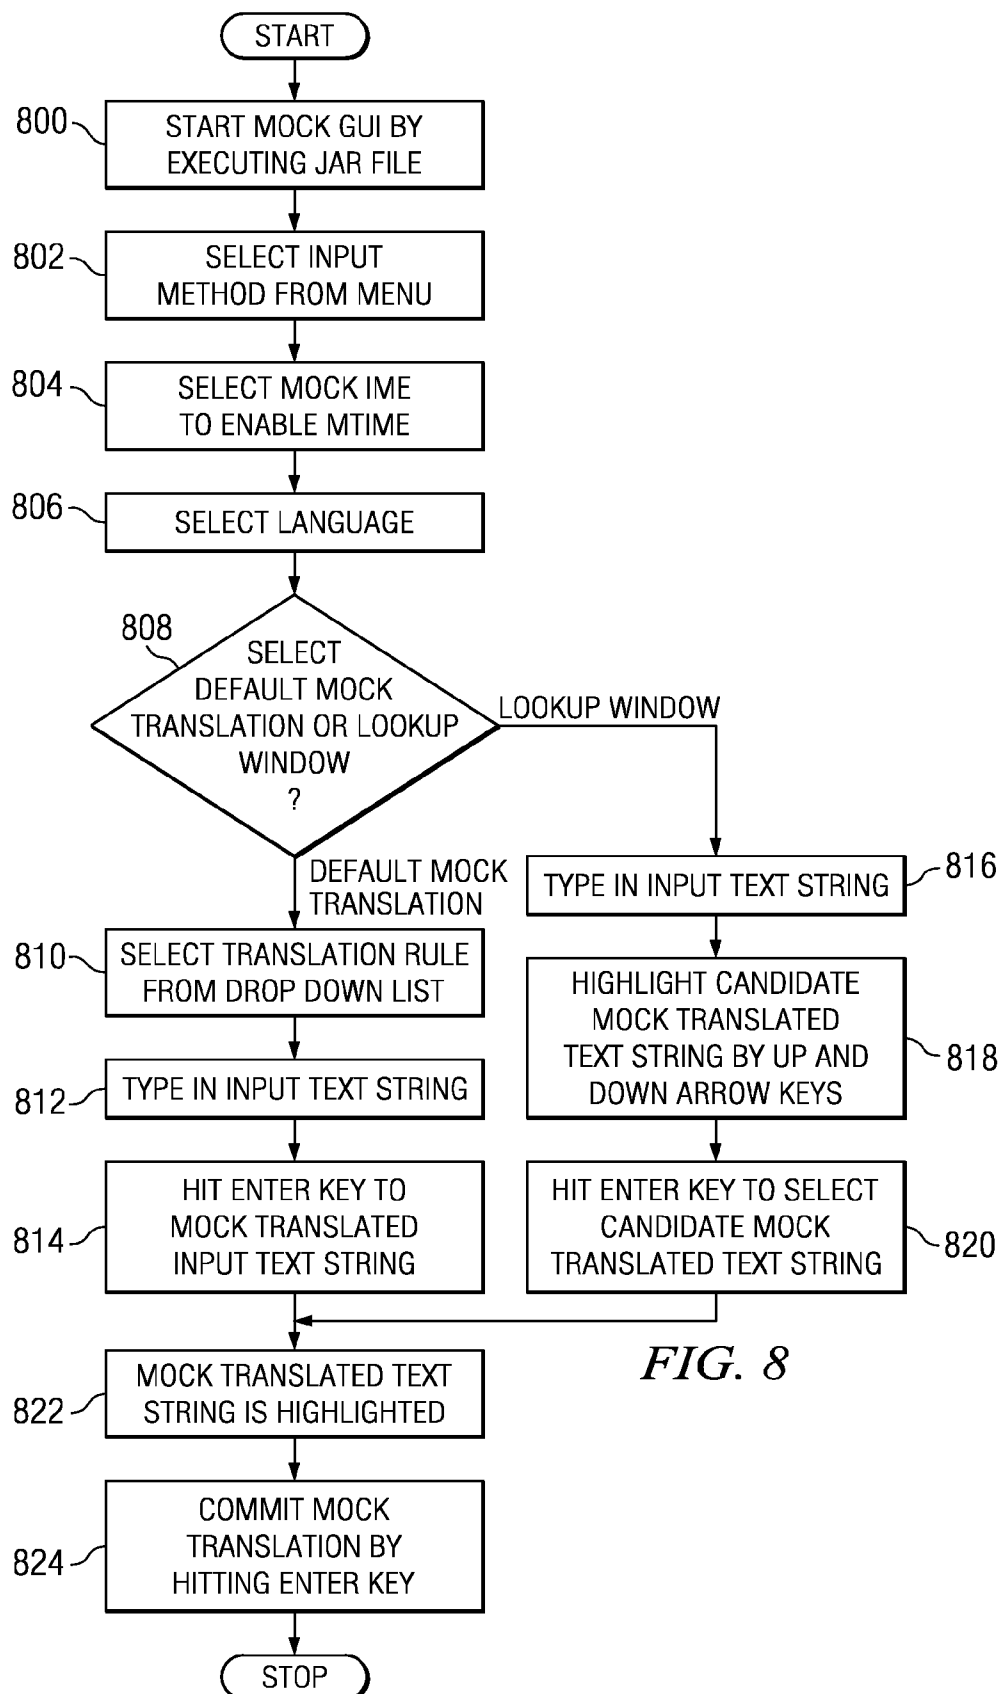 START
800
START MOCK GUI BY
EXECUTING JAR FILE
802
SELECT INPUT
METHOD FROM MENU
804
SELECT MOCK IME
TO ENABLE MTIME
806
SELECT LANGUAGE
808
SELECT
DEFAULT MOCK
TRANSLATION OR LOOKUP
WINDOW
?
LOOKUP WINDOW
DEFAULT MOCK
TRANSLATION
810
SELECT TRANSLATION RULE
FROM DROP DOWN LIST
812
TYPE IN INPUT TEXT STRING
814
HIT ENTER KEY TO
MOCK TRANSLATED
INPUT TEXT STRING
816
TYPE IN INPUT TEXT STRING
818
HIGHLIGHT CANDIDATE
MOCK TRANSLATED
TEXT STRING BY UP AND
DOWN ARROW KEYS
820
HIT ENTER KEY TO SELECT
CANDIDATE MOCK
TRANSLATED TEXT STRING
822
MOCK TRANSLATED TEXT
STRING IS HIGHLIGHTED
FIG. 8
824
COMMIT MOCK
TRANSLATION BY
HITTING ENTER KEY
STOP